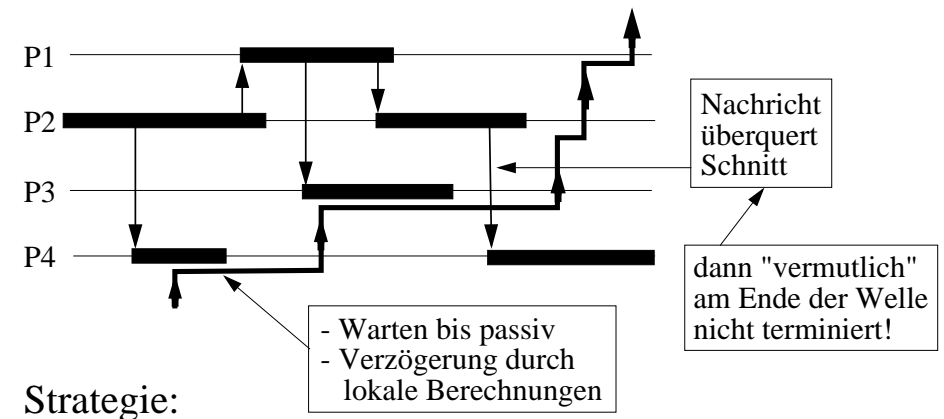 P1
P2
P3
P4
Nachricht
überquert
Schnitt
dann "vermutlich"
am Ende der Welle
nicht terminiert!
- Warten bis passiv
- Verzögerung durch
lokale Berechnungen
Strategie: